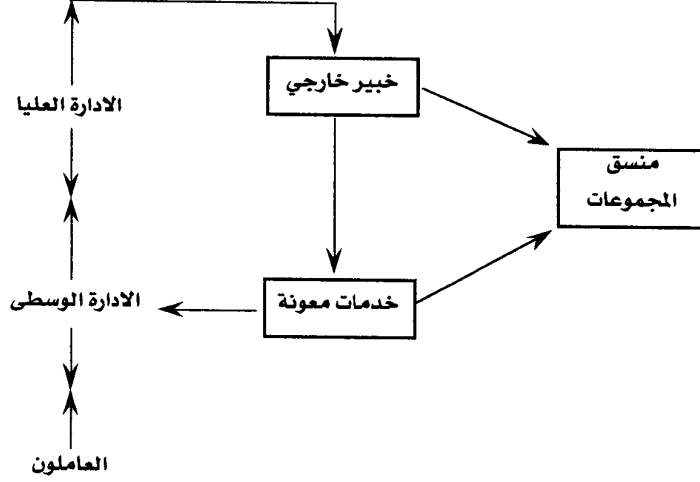 خبير خارجي
الادارة العليا
منسق
المجموعات
خدمات معونة
الادارة الوسطى
العاملون